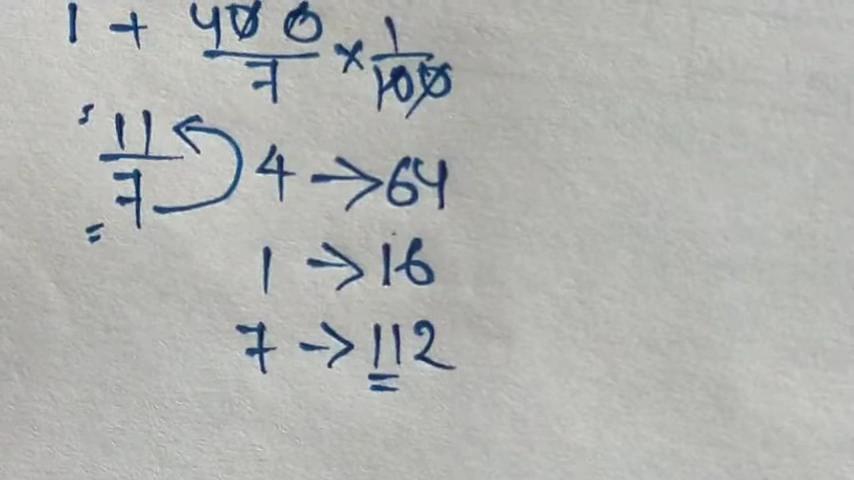 1 + 400/7 × 1/100
11/7 4 → 64
1 → 16
7 → 112